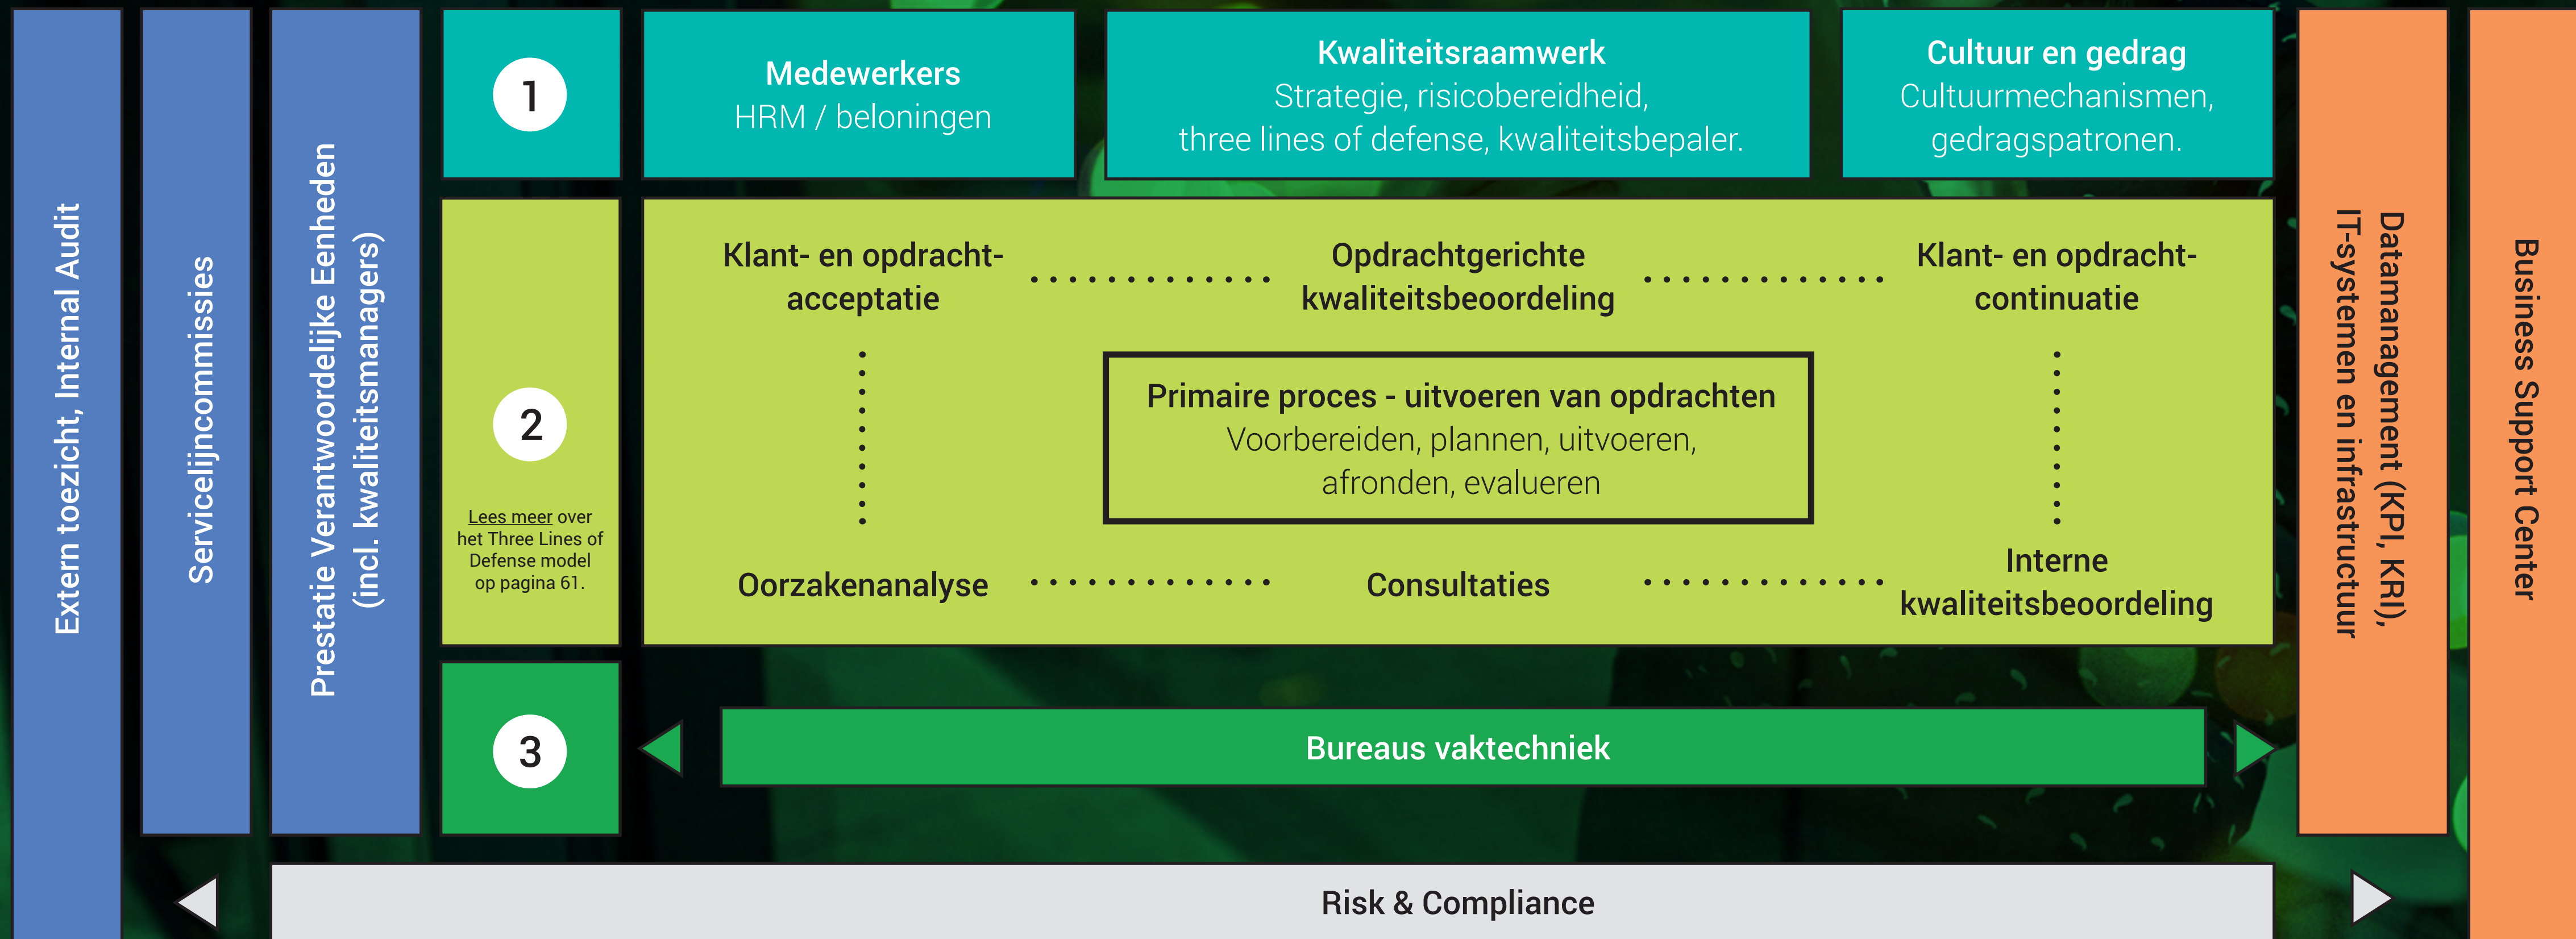 Extern toezicht, Internal Audit
Servicelijncommissies
Prestatie Verantwoordelijke Eenheden
(incl. kwaliteitsmanagers)
1
Medewerkers
HRM / beloningen
Kwaliteitsraamwerk
Strategie, risicobereidheid,
three lines of defense, kwaliteitsbepaler.
Cultuur en gedrag
Cultuurmechanismen,
gedragspatronen.
2
Lees meer over
het Three Lines of
Defense model
op pagina 61.
Klant- en opdracht-
acceptatie
Opdrachtgerichte
kwaliteitsbeoordeling
Klant- en opdracht-
continuatie
Primaire proces - uitvoeren van opdrachten
Voorbereiden, plannen, uitvoeren,
afronden, evalueren
Oorzakenanalyse
Consultaties
Interne
kwaliteitsbeoordeling
3
Bureaus vaktechniek
Datamanagement (KPI, KRI),
IT-systemen en infrastructuur
Business Support Center
Risk & Compliance